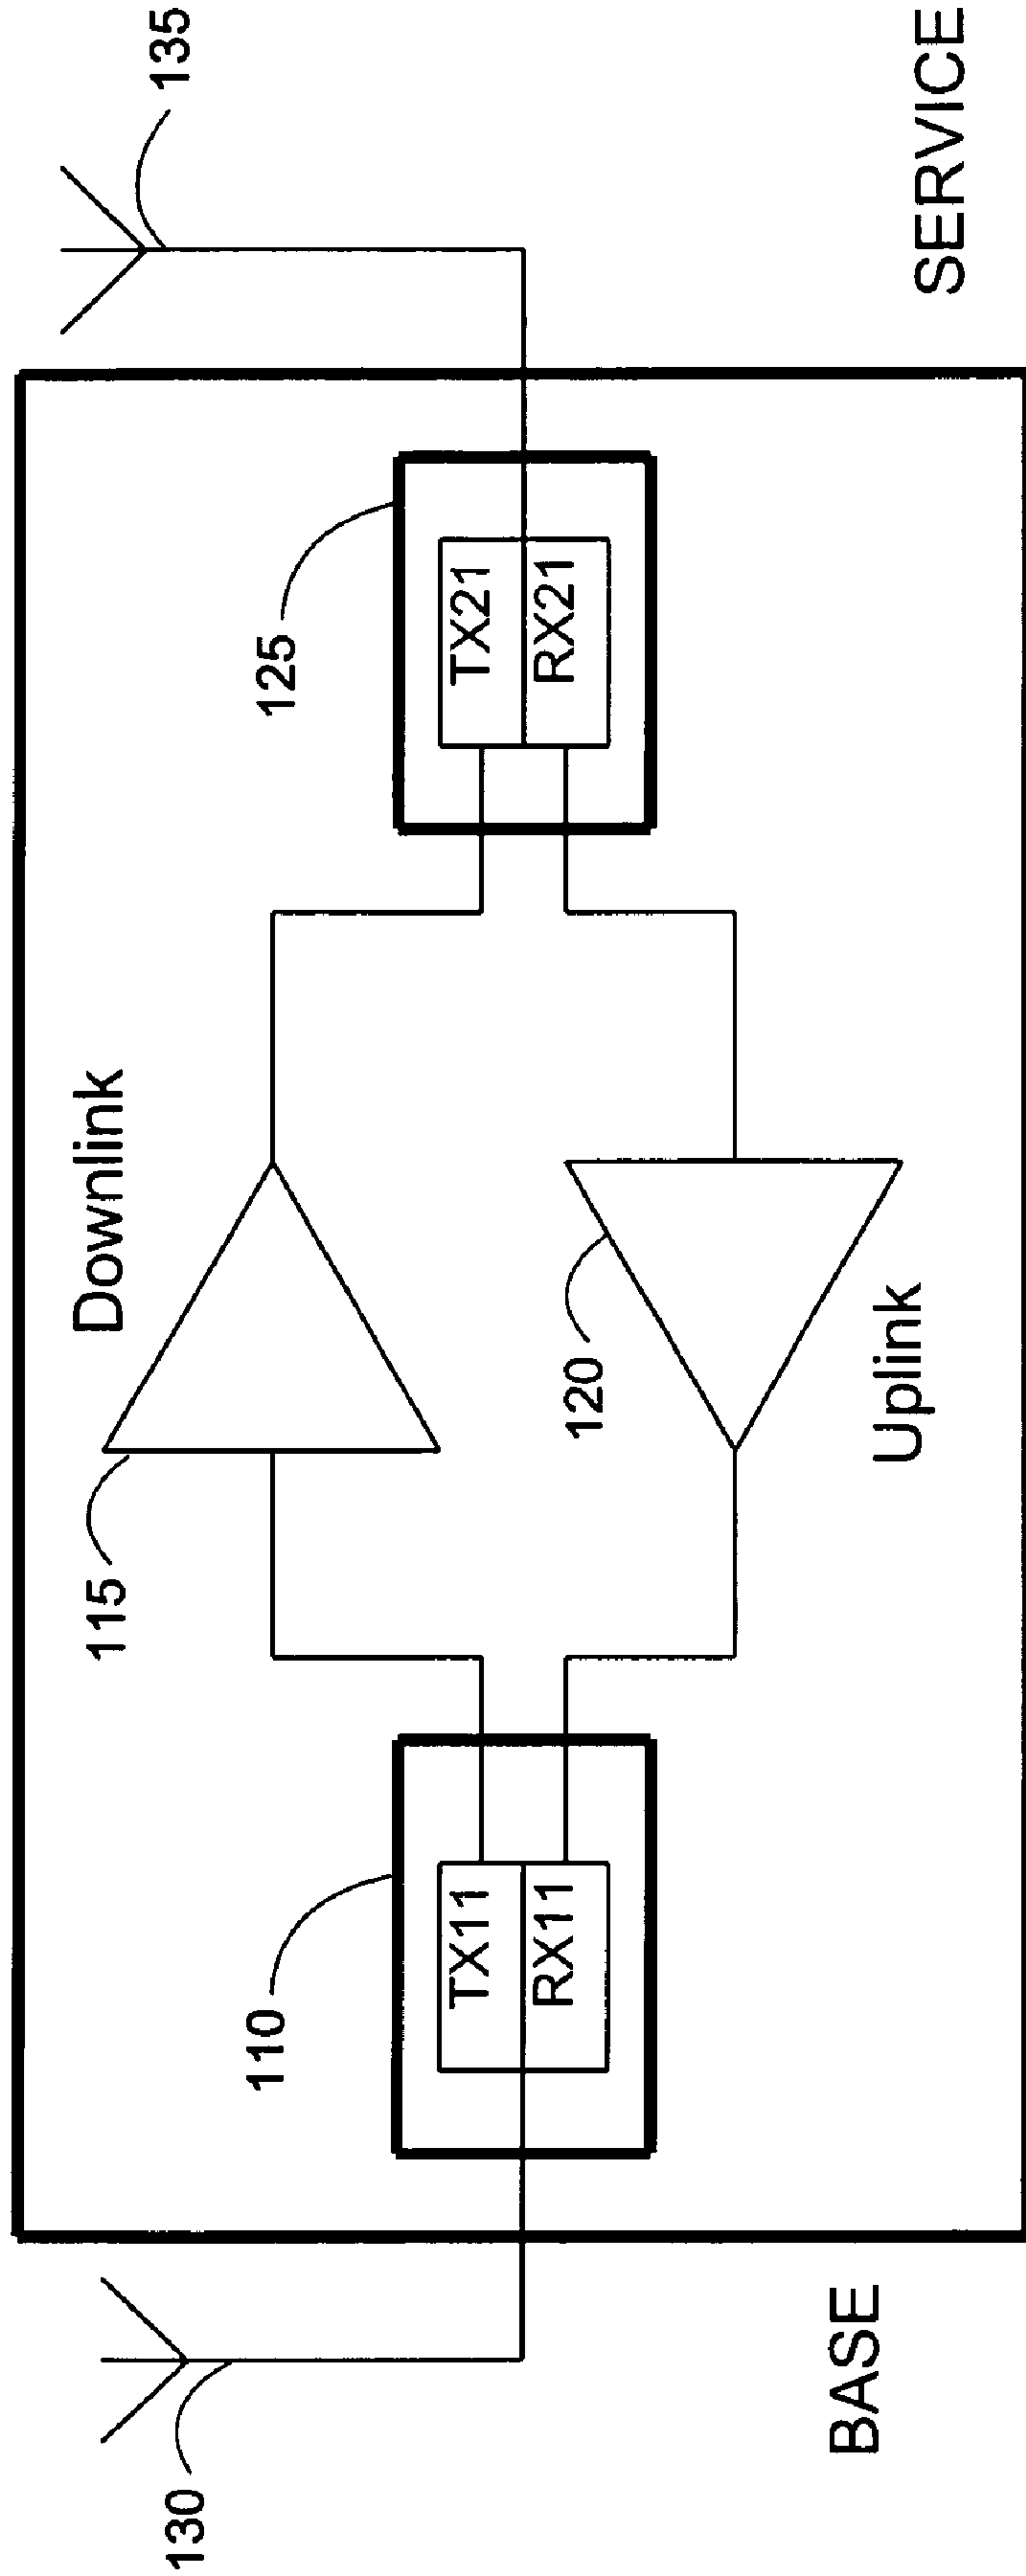 Downlink
135
115
130
110
125
TX11
RX11
TX21
RX21
120
Uplink
BASE
SERVICE